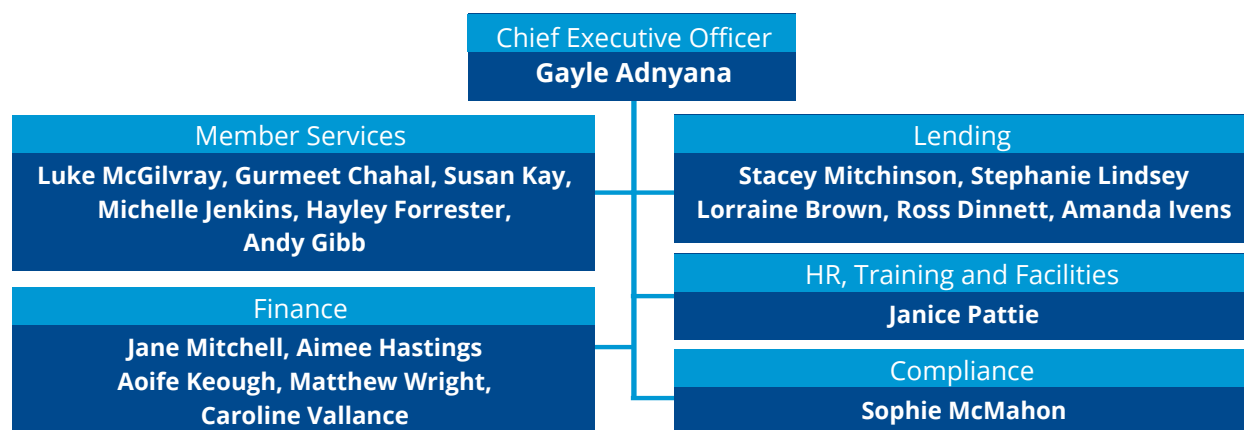 Chief Executive Officer
Gayle Adnyana
Member Services
Luke McGilvray, Gurmeet Chahal, Susan Kay,
Michelle Jenkins, Hayley Forrester,
Andy Gibb
Lending
Stacey Mitchinson, Stephanie Lindsey
Lorraine Brown, Ross Dinnett, Amanda Ivens
HR, Training and Facilities
Janice Pattie
Finance
Jane Mitchell, Aimee Hastings
Aoife Keough, Matthew Wright,
Caroline Vallance
Compliance
Sophie McMahon